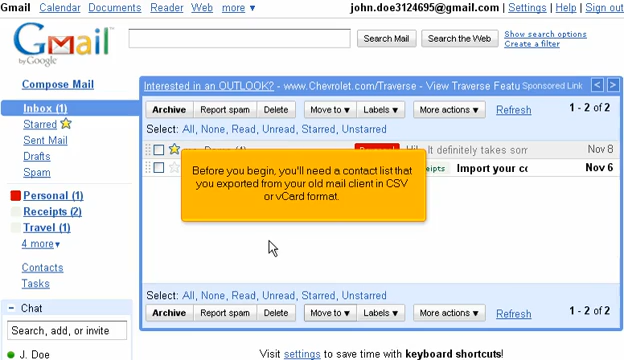 Gmail Calendar Documents Reader Web more ▼ john.doe3124695@gmail.com | Settings | Help | Sign out
Gmail
by Google
Search Mail Search the Web Show search options
Create a filter
Compose Mail
Inbox (1)
Starred
Sent Mail
Drafts
Spam
Personal (1)
Receipts (2)
Travel (1)
4 more▼
Contacts
Tasks
− Chat
Search, add, or invite
J. Doe
Interested in an OUTLOOK? - www.Chevrolet.com/Traverse - View Traverse Featu Sponsored Link < >
Archive Report spam Delete Move to ▼ Labels ▼ More actions ▼ Refresh 1 - 2 of 2
Select: All, None, Read, Unread, Starred, Unstarred
It definitely takes som Nov 8
Import your co Nov 6
Before you begin, you'll need a contact list that
you exported from your old mail client in CSV
or vCard format.
Select: All, None, Read, Unread, Starred, Unstarred
Archive Report spam Delete Move to ▼ Labels ▼ More actions ▼ Refresh 1 - 2 of 2
Visit settings to save time with keyboard shortcuts!